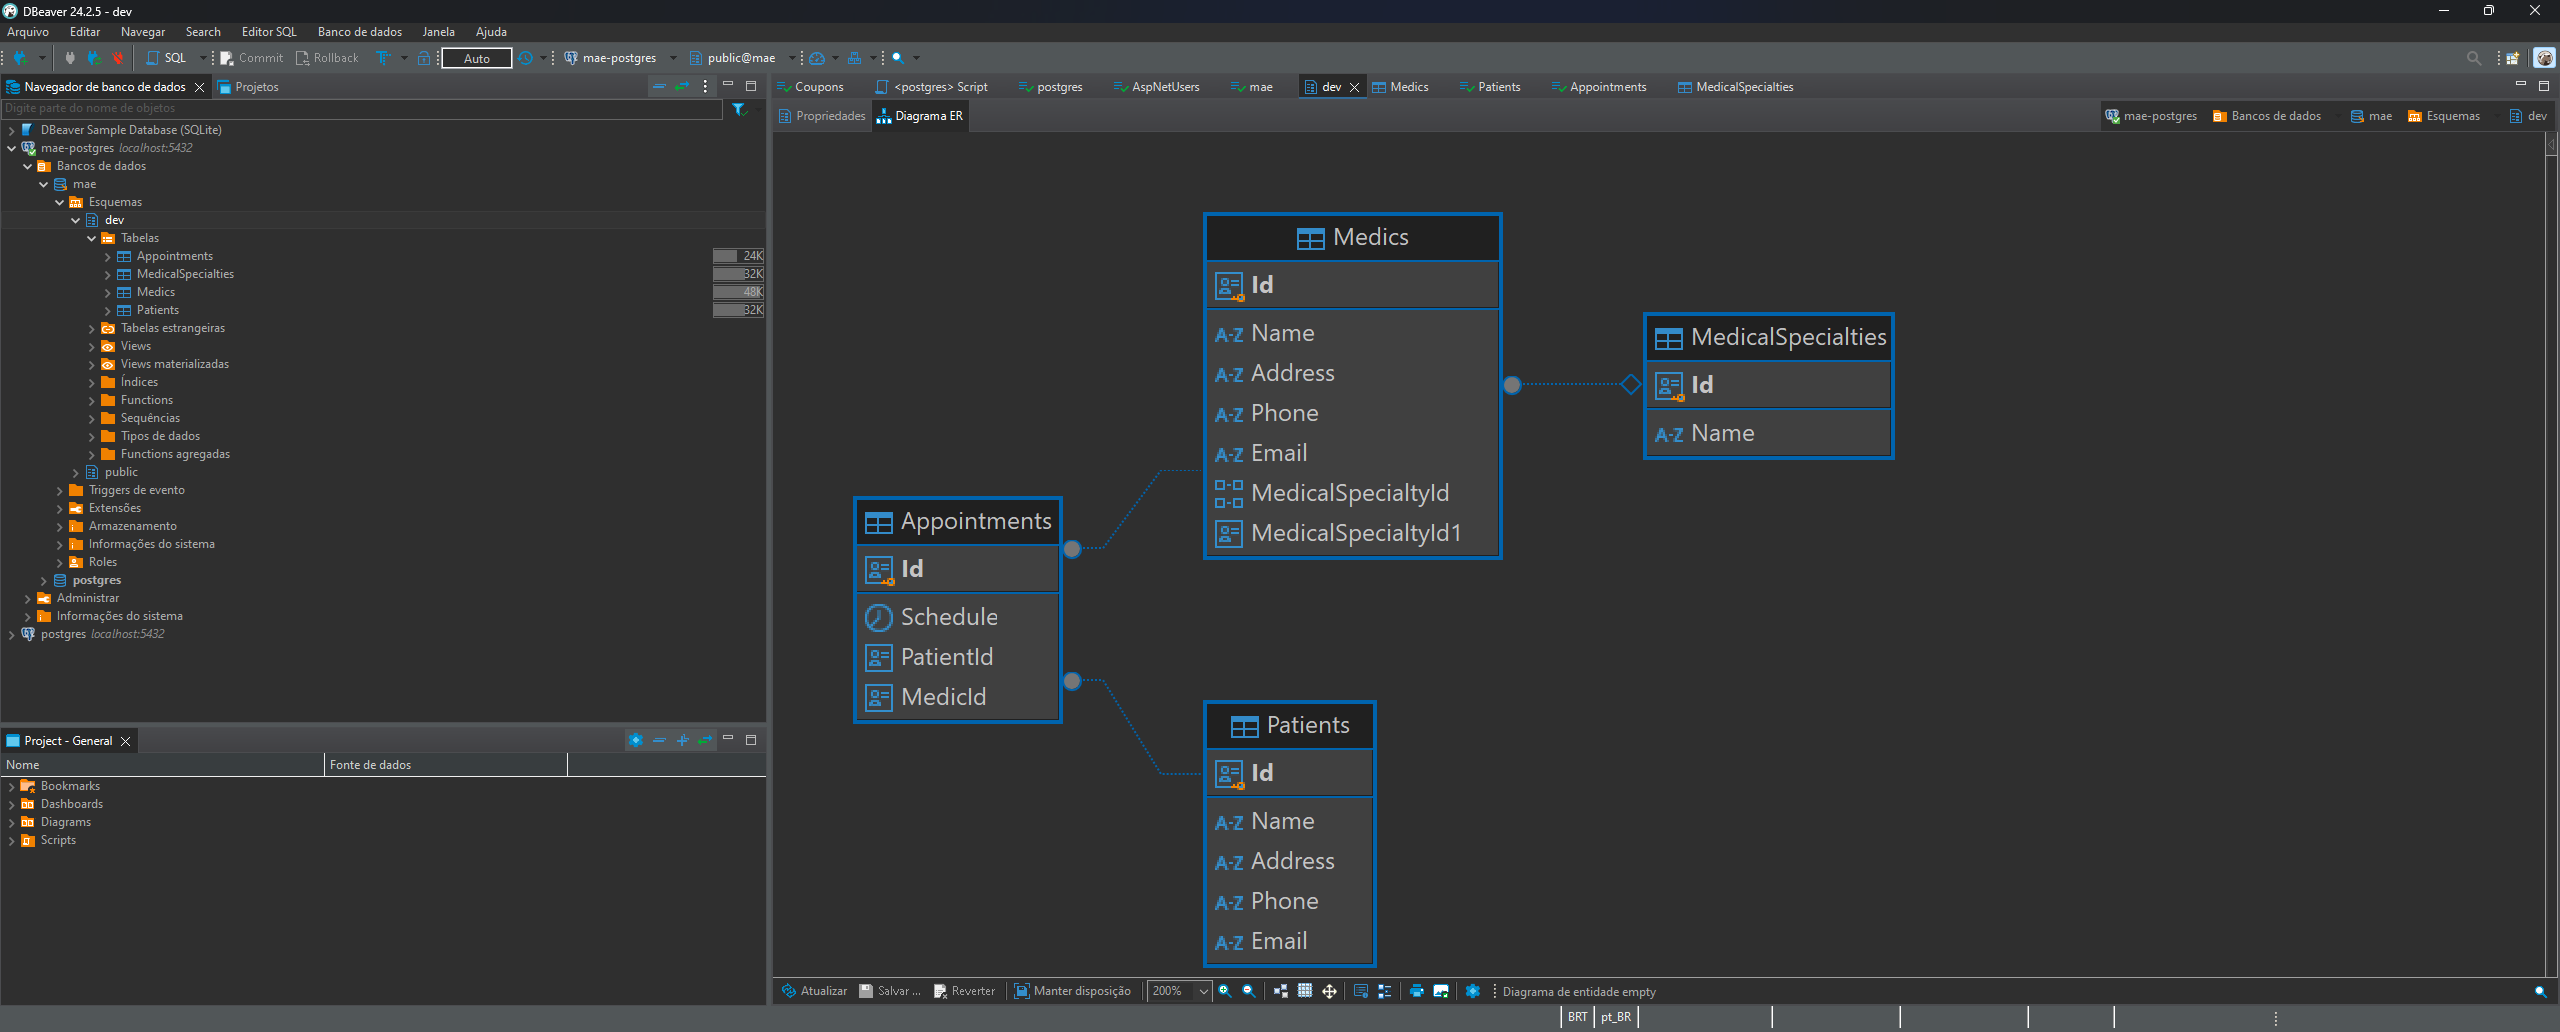 DBeaver 24.2.5 - dev
Arquivo Editar Navegar Search Editor SQL Banco de dados Janela Ajuda
SQL Commit Rollback Auto mae-postgres public@mae
Navegador de banco de dados Projetos
Digite parte do nome de objetos
DBeaver Sample Database (SQLite)
mae-postgres localhost:5432
Bancos de dados
mae
Esquemas
dev
Tabelas
Appointments 24K
MedicalSpecialties 32K
Medics 48K
Patients 32K
Tabelas estrangeiras
Views
Views materializadas
Índices
Functions
Sequências
Tipos de dados
Functions agregadas
public
Triggers de evento
Extensões
Armazenamento
Informações do sistema
Roles
postgres
Administrar
Informações do sistema
postgres localhost:5432
Project - General
Nome Fonte de dados
Bookmarks
Dashboards
Diagrams
Scripts
Coupons <postgres> Script postgres AspNetUsers mae dev Medics Patients Appointments MedicalSpecialties
Propriedades Diagrama ER
mae-postgres Bancos de dados mae Esquemas dev
Medics
Id
Name
Address
Phone
Email
MedicalSpecialtyId
MedicalSpecialtyId1
MedicalSpecialties
Id
Name
Appointments
Id
Schedule
PatientId
MedicId
Patients
Id
Name
Address
Phone
Email
Atualizar Salvar ... Reverter Manter disposição 200% Diagrama de entidade empty
BRT pt_BR